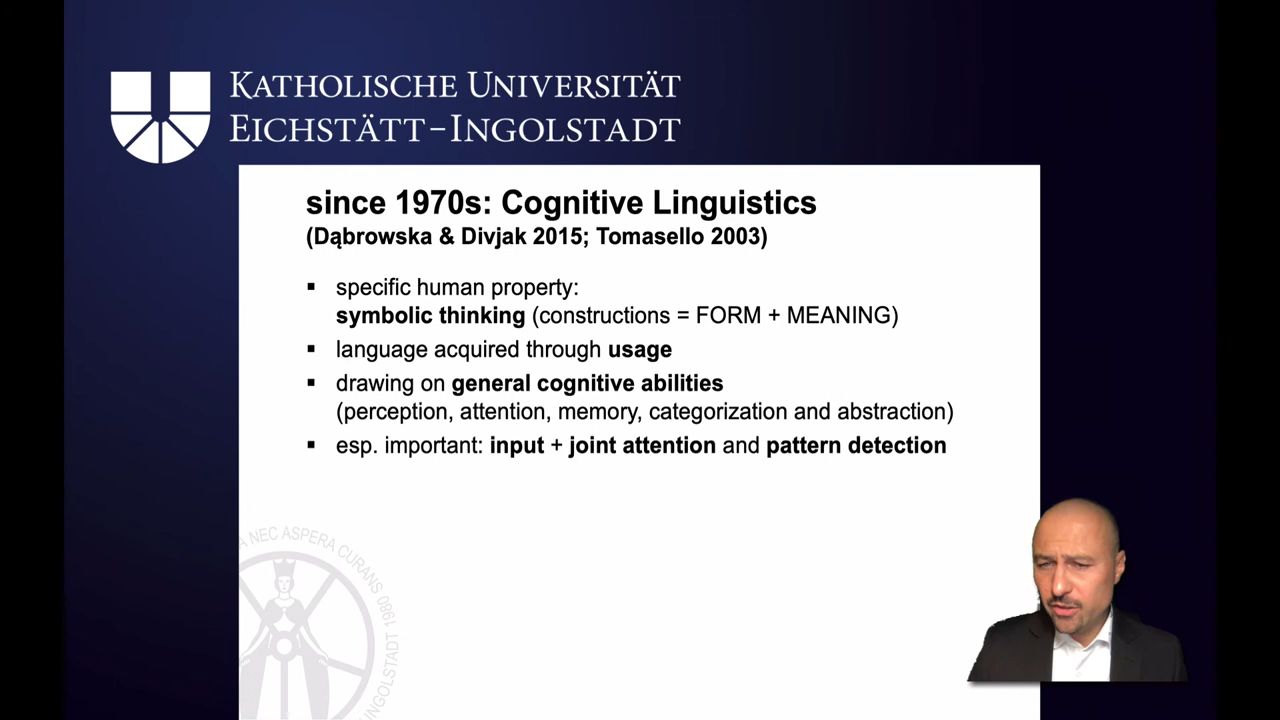 KATHOLISCHE UNIVERSITÄT
EICHSTÄTT-INGOLSTADT
since 1970s: Cognitive Linguistics
(Dąbrowska & Divjak 2015; Tomasello 2003)
▪ specific human property:
symbolic thinking (constructions = FORM + MEANING)
▪ language acquired through usage
▪ drawing on general cognitive abilities
(perception, attention, memory, categorization and abstraction)
▪ esp. important: input + joint attention and pattern detection
A NEC ASPERA CURANS 1980 INGOLSTADT